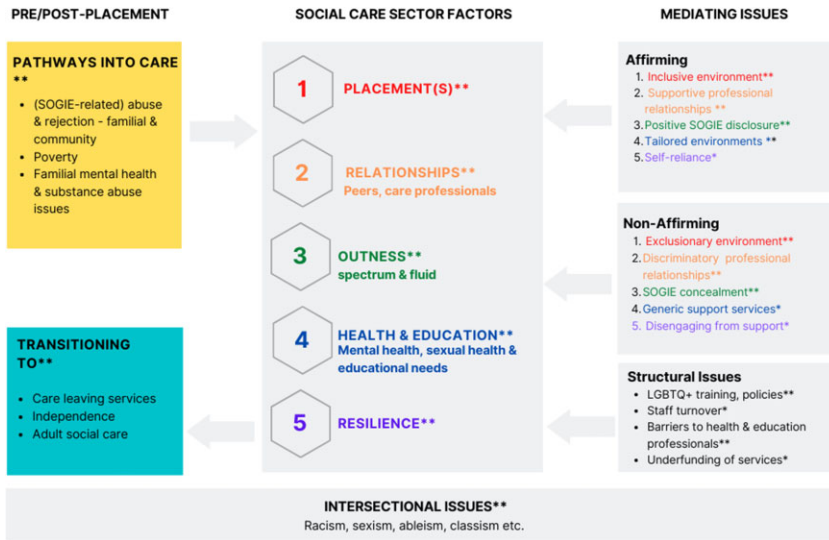 PRE/POST-PLACEMENT
SOCIAL CARE SECTOR FACTORS
MEDIATING ISSUES
PATHWAYS INTO CARE
**
• (SOGIE-related) abuse
& rejection - familial &
community
• Poverty
• Familial mental health
& substance abuse
issues
TRANSITIONING
TO**
• Care leaving services
• Independence
• Adult social care
1 PLACEMENT(S)**
2 RELATIONSHIPS**
Peers, care professionals
3 OUTNESS**
spectrum & fluid
4 HEALTH & EDUCATION**
Mental health, sexual health &
educational needs
5 RESILIENCE**
Affirming
1. Inclusive environment**
2. Supportive professional
relationships **
3. Positive SOGIE disclosure**
4. Tailored environments **
5. Self-reliance*
Non-Affirming
1. Exclusionary environment**
2. Discriminatory professional
relationships**
3. SOGIE concealment**
4. Generic support services*
5. Disengaging from support*
Structural Issues
• LGBTQ+ training, policies**
• Staff turnover*
• Barriers to health & education
professionals**
• Underfunding of services*
INTERSECTIONAL ISSUES**
Racism, sexism, ableism, classism etc.